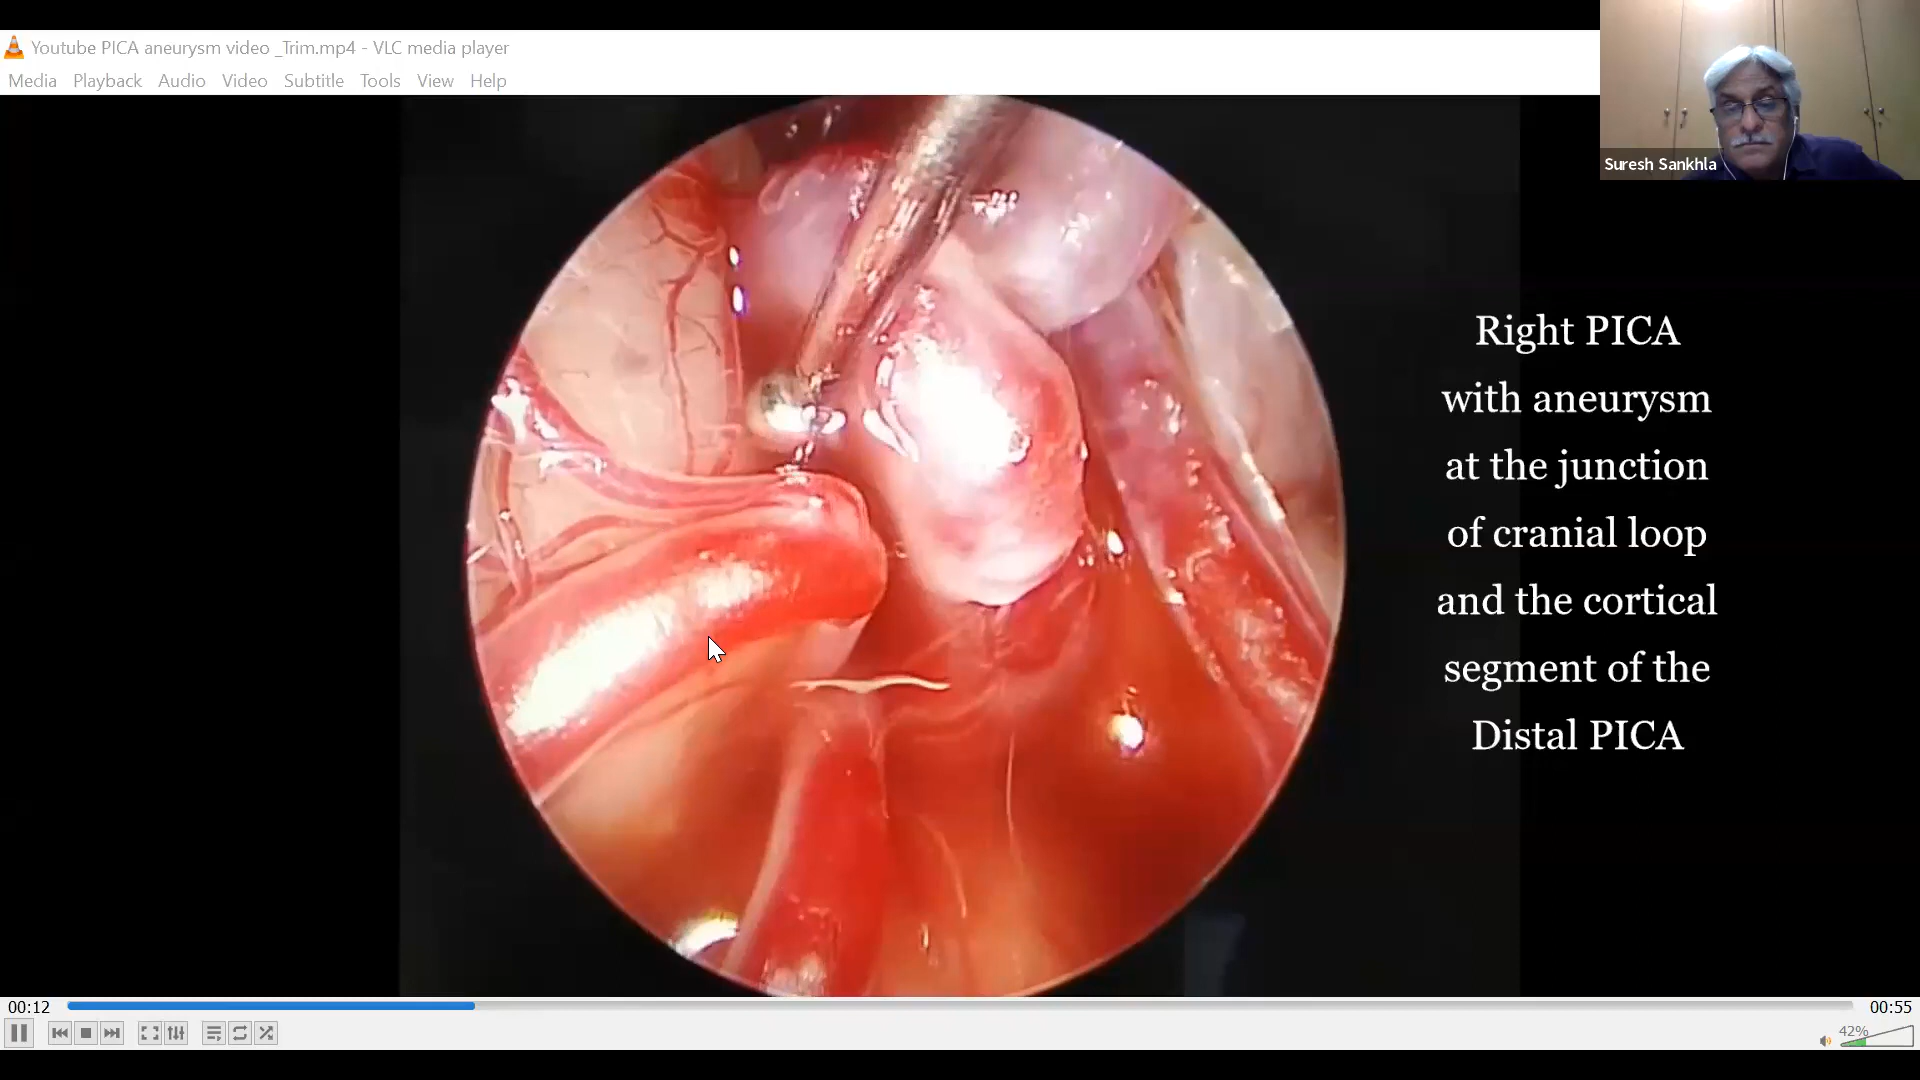 Youtube PICA aneurysm video _Trim.mp4 - VLC media player
Media Playback Audio Video Subtitle Tools View Help
Suresh Sankhla
Right PICA
with aneurysm
at the junction
of cranial loop
and the cortical
segment of the
Distal PICA
00:12
00:55
42%